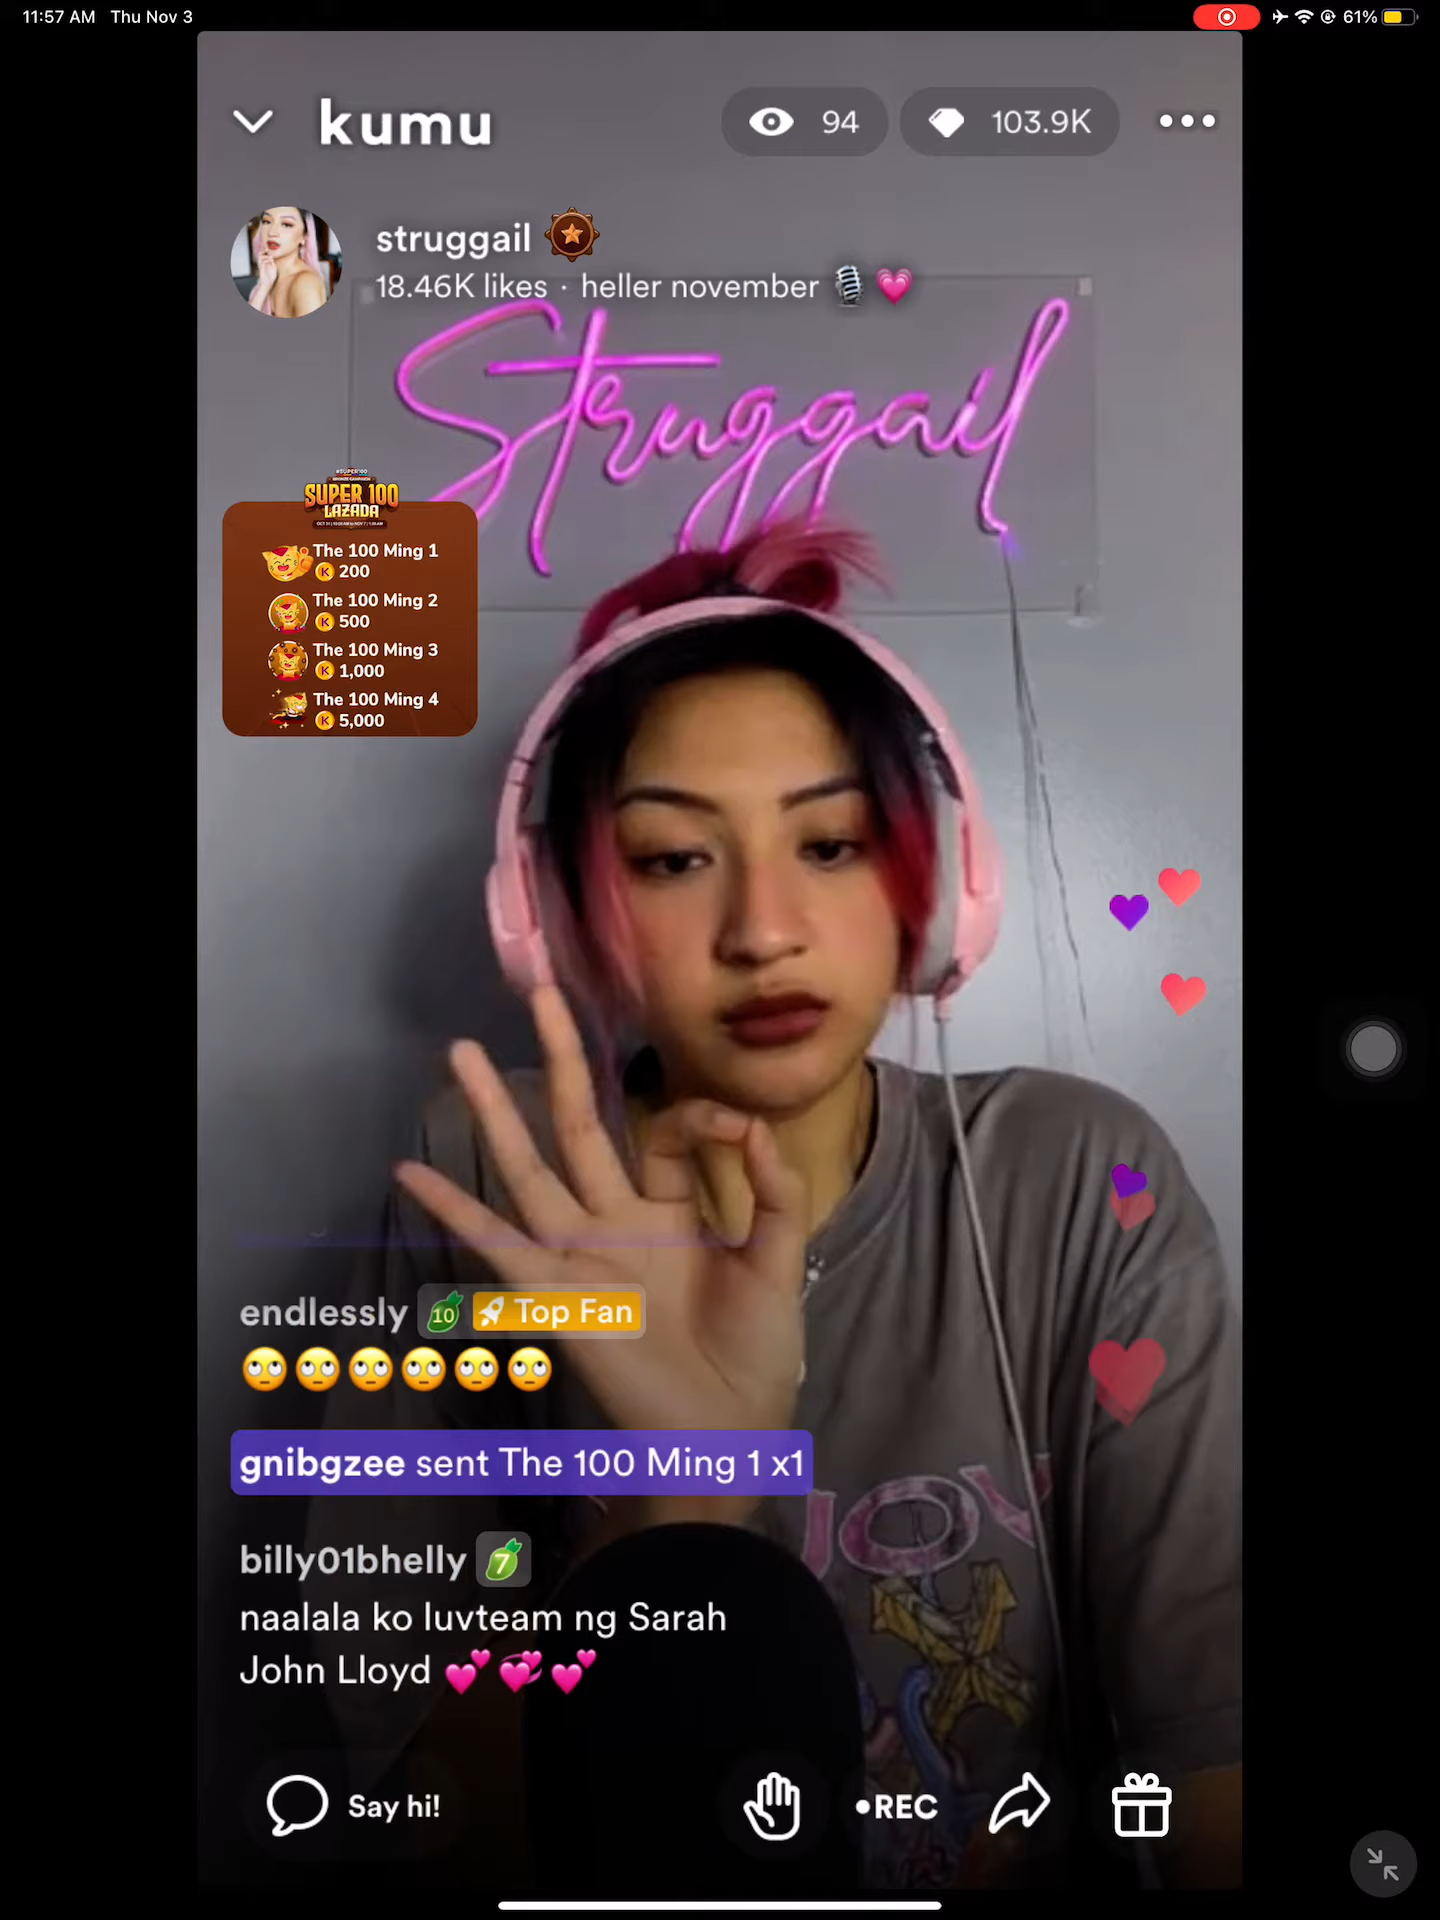 11:57 AM Thu Nov 3
61%
kumu
94
103.9K
struggail
18.46K likes · heller november 🎙️💗
Struggail
#SUPER100
BRONZE CAMPAIGN
SUPER 100
LAZADA
The 100 Ming 1
K 200
The 100 Ming 2
K 500
The 100 Ming 3
K 1,000
The 100 Ming 4
K 5,000
endlessly 10 Top Fan
🙄🙄🙄🙄🙄🙄
gnibgzee sent The 100 Ming 1 x1
billy01bhelly 7
naalala ko luvteam ng Sarah
John Lloyd 💕💞💕
Say hi!
•REC